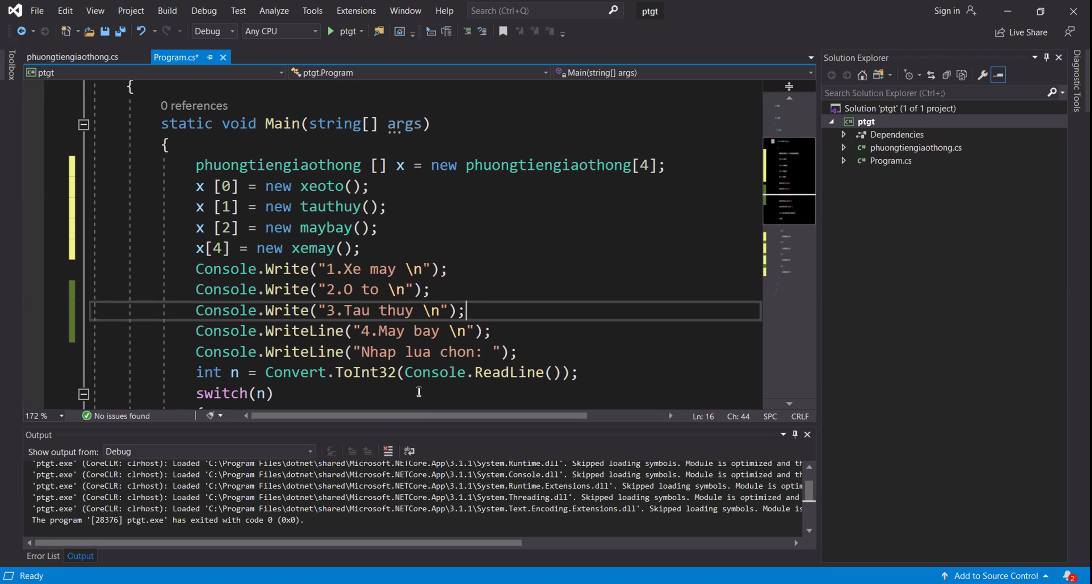 File Edit View Project Build Debug Test Analyze Tools Extensions Window Help Search (Ctrl+Q) ptgt Sign in
Debug Any CPU ptgt Live Share
Toolbox
phuongtiengiaothong.cs Program.cs*
ptgt ptgt.Program Main(string[] args)
{
0 references
static void Main(string[] args)
{
phuongtiengiaothong [] x = new phuongtiengiaothong[4];
x [0] = new xeoto();
x [1] = new tauthuy();
x [2] = new maybay();
x[4] = new xemay();
Console.Write("1.Xe may \n");
Console.Write("2.O to \n");
Console.Write("3.Tau thuy \n");
Console.WriteLine("4.May bay \n");
Console.WriteLine("Nhap lua chon: ");
int n = Convert.ToInt32(Console.ReadLine());
switch(n)
172 % No issues found Ln: 16 Ch: 44 SPC CRLF
Output
Show output from: Debug
'ptgt.exe' (CoreCLR: clrhost): Loaded 'C:\Program Files\dotnet\shared\Microsoft.NETCore.App\3.1.1\System.Runtime.dll'. Skipped loading symbols. Module is optimized and th
'ptgt.exe' (CoreCLR: clrhost): Loaded 'C:\Program Files\dotnet\shared\Microsoft.NETCore.App\3.1.1\System.Console.dll'. Skipped loading symbols. Module is optimized and th
'ptgt.exe' (CoreCLR: clrhost): Loaded 'C:\Program Files\dotnet\shared\Microsoft.NETCore.App\3.1.1\System.Runtime.Extensions.dll'. Skipped loading symbols. Module is optim
'ptgt.exe' (CoreCLR: clrhost): Loaded 'C:\Program Files\dotnet\shared\Microsoft.NETCore.App\3.1.1\System.Threading.dll'. Skipped loading symbols. Module is optimized and
'ptgt.exe' (CoreCLR: clrhost): Loaded 'C:\Program Files\dotnet\shared\Microsoft.NETCore.App\3.1.1\System.Text.Encoding.Extensions.dll'. Skipped loading symbols. Module is
The program '[28376] ptgt.exe' has exited with code 0 (0x0).
Error List Output
Ready Add to Source Control 2
Solution Explorer
Search Solution Explorer (Ctrl+;)
Solution 'ptgt' (1 of 1 project)
ptgt
Dependencies
phuongtiengiaothong.cs
Program.cs
Diagnostic Tools